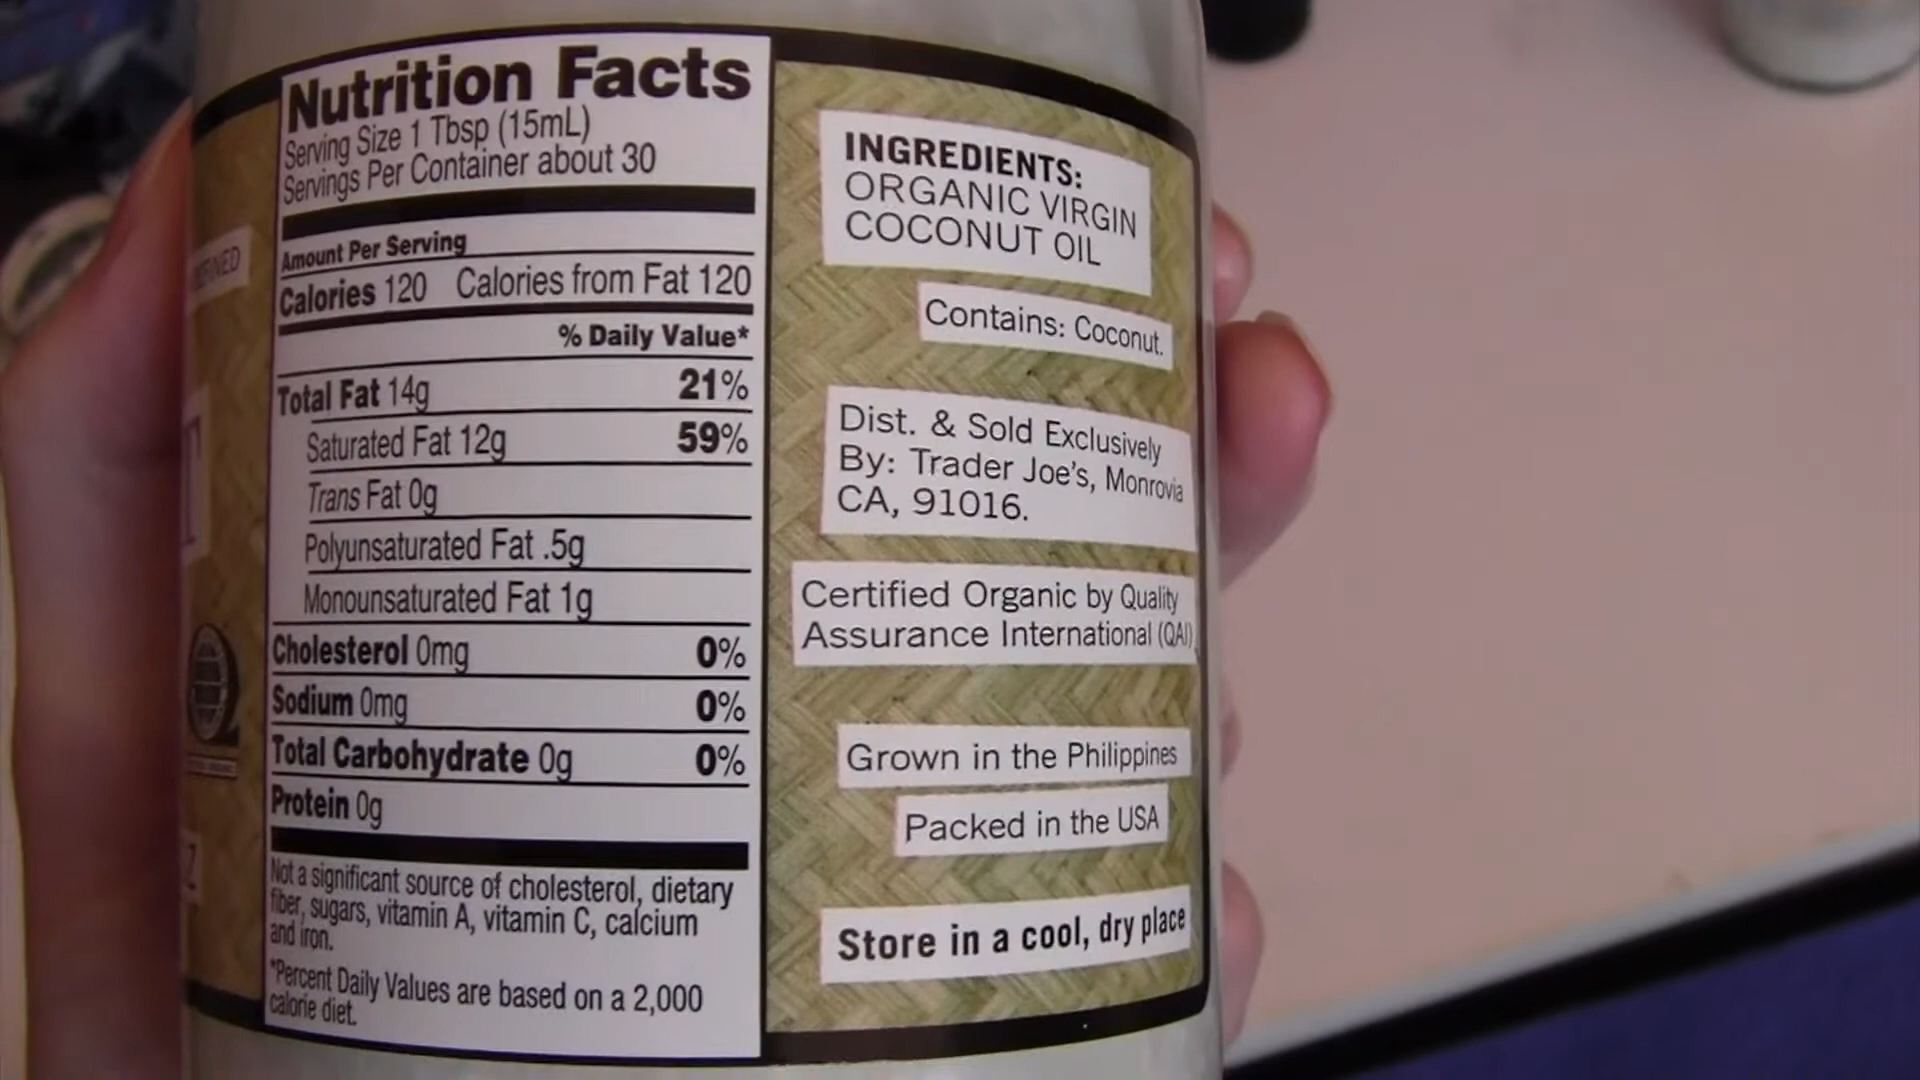 Nutrition Facts
Serving Size 1 Tbsp (15mL)
Servings Per Container about 30
Amount Per Serving
Calories 120 Calories from Fat 120
% Daily Value*
Total Fat 14g 21%
Saturated Fat 12g 59%
Trans Fat 0g
Polyunsaturated Fat .5g
Monounsaturated Fat 1g
Cholesterol 0mg 0%
Sodium 0mg 0%
Total Carbohydrate 0g 0%
Protein 0g
Not a significant source of cholesterol, dietary
fiber, sugars, vitamin A, vitamin C, calcium
and iron.
*Percent Daily Values are based on a 2,000
calorie diet.
INGREDIENTS:
ORGANIC VIRGIN
COCONUT OIL
Contains: Coconut.
Dist. & Sold Exclusively
By: Trader Joe's, Monrovia
CA, 91016.
Certified Organic by Quality
Assurance International (QAI)
Grown in the Philippines
Packed in the USA
Store in a cool, dry place